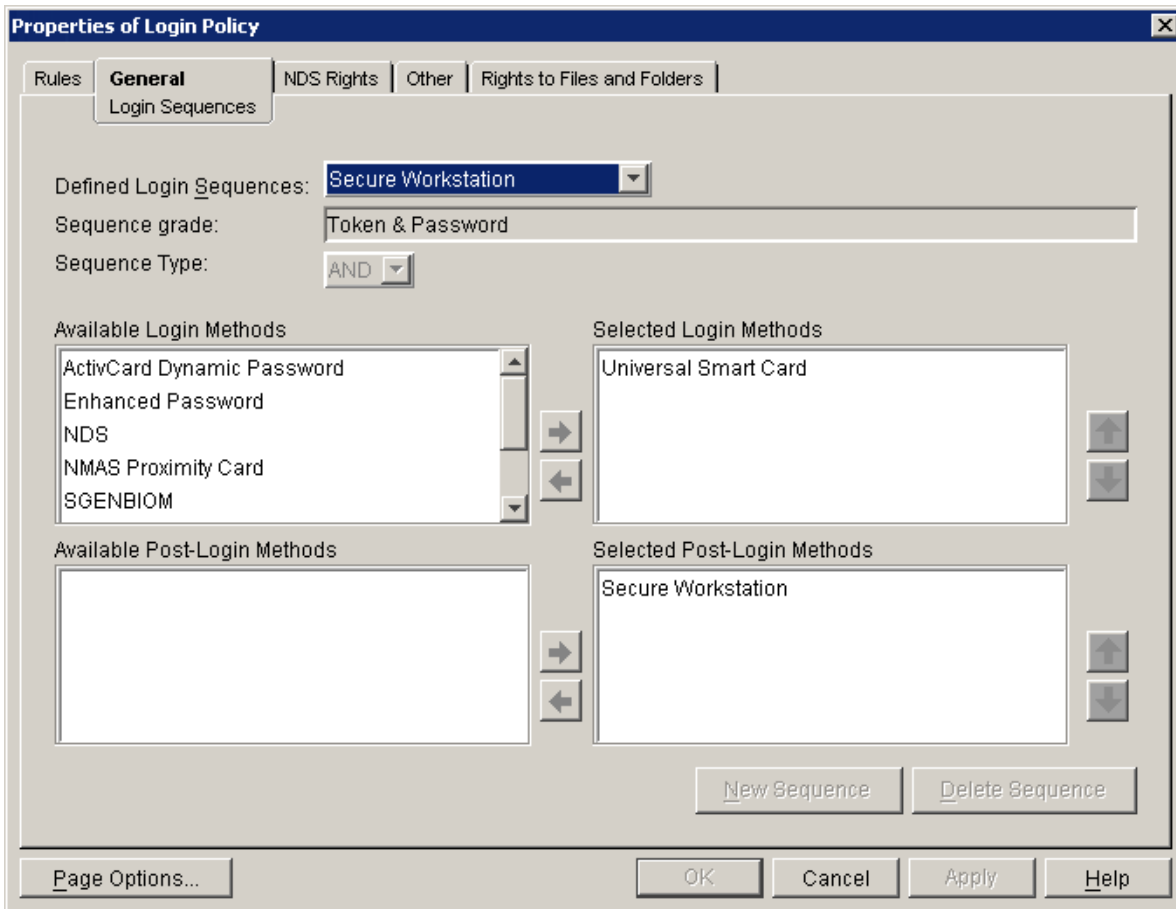 Properties of Login Policy
Rules
General
NDS Rights
Other
Rights to Files and Folders
Login Sequences
Defined Login Sequences:
Secure Workstation
Sequence grade:
Token & Password
Sequence Type:
AND
Available Login Methods
Selected Login Methods
ActivCard Dynamic Password
Enhanced Password
NDS
NMAS Proximity Card
SGENBIOM
Universal Smart Card
Available Post-Login Methods
Selected Post-Login Methods
Secure Workstation
New Sequence
Delete Sequence
Page Options...
OK
Cancel
Apply
Help